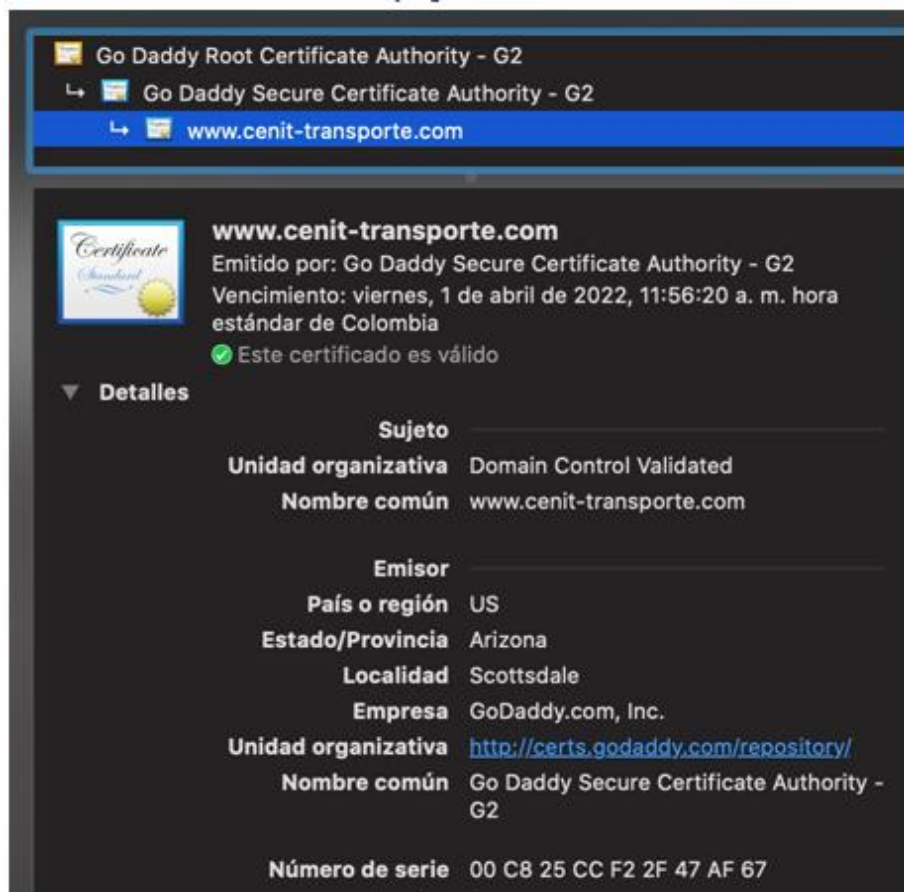 Go Daddy Root Certificate Authority - G2
↳ Go Daddy Secure Certificate Authority - G2
↳ www.cenit-transporte.com
Certificate
Standard
www.cenit-transporte.com
Emitido por: Go Daddy Secure Certificate Authority - G2
Vencimiento: viernes, 1 de abril de 2022, 11:56:20 a. m. hora
estándar de Colombia
Este certificado es válido
Detalles
Sujeto
Unidad organizativa Domain Control Validated
Nombre común www.cenit-transporte.com
Emisor
País o región US
Estado/Provincia Arizona
Localidad Scottsdale
Empresa GoDaddy.com, Inc.
Unidad organizativa http://certs.godaddy.com/repository/
Nombre común Go Daddy Secure Certificate Authority -
G2
Número de serie 00 C8 25 CC F2 2F 47 AF 67